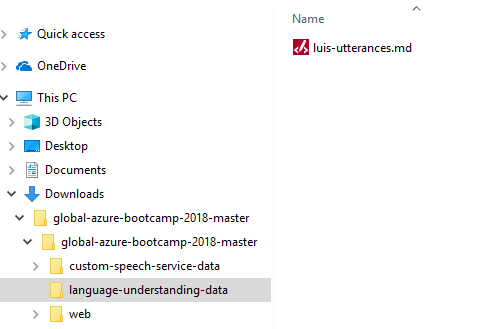 Quick access
OneDrive
This PC
3D Objects
Desktop
Documents
Downloads
global-azure-bootcamp-2018-master
global-azure-bootcamp-2018-master
custom-speech-service-data
language-understanding-data
web
Name
luis-utterances.md